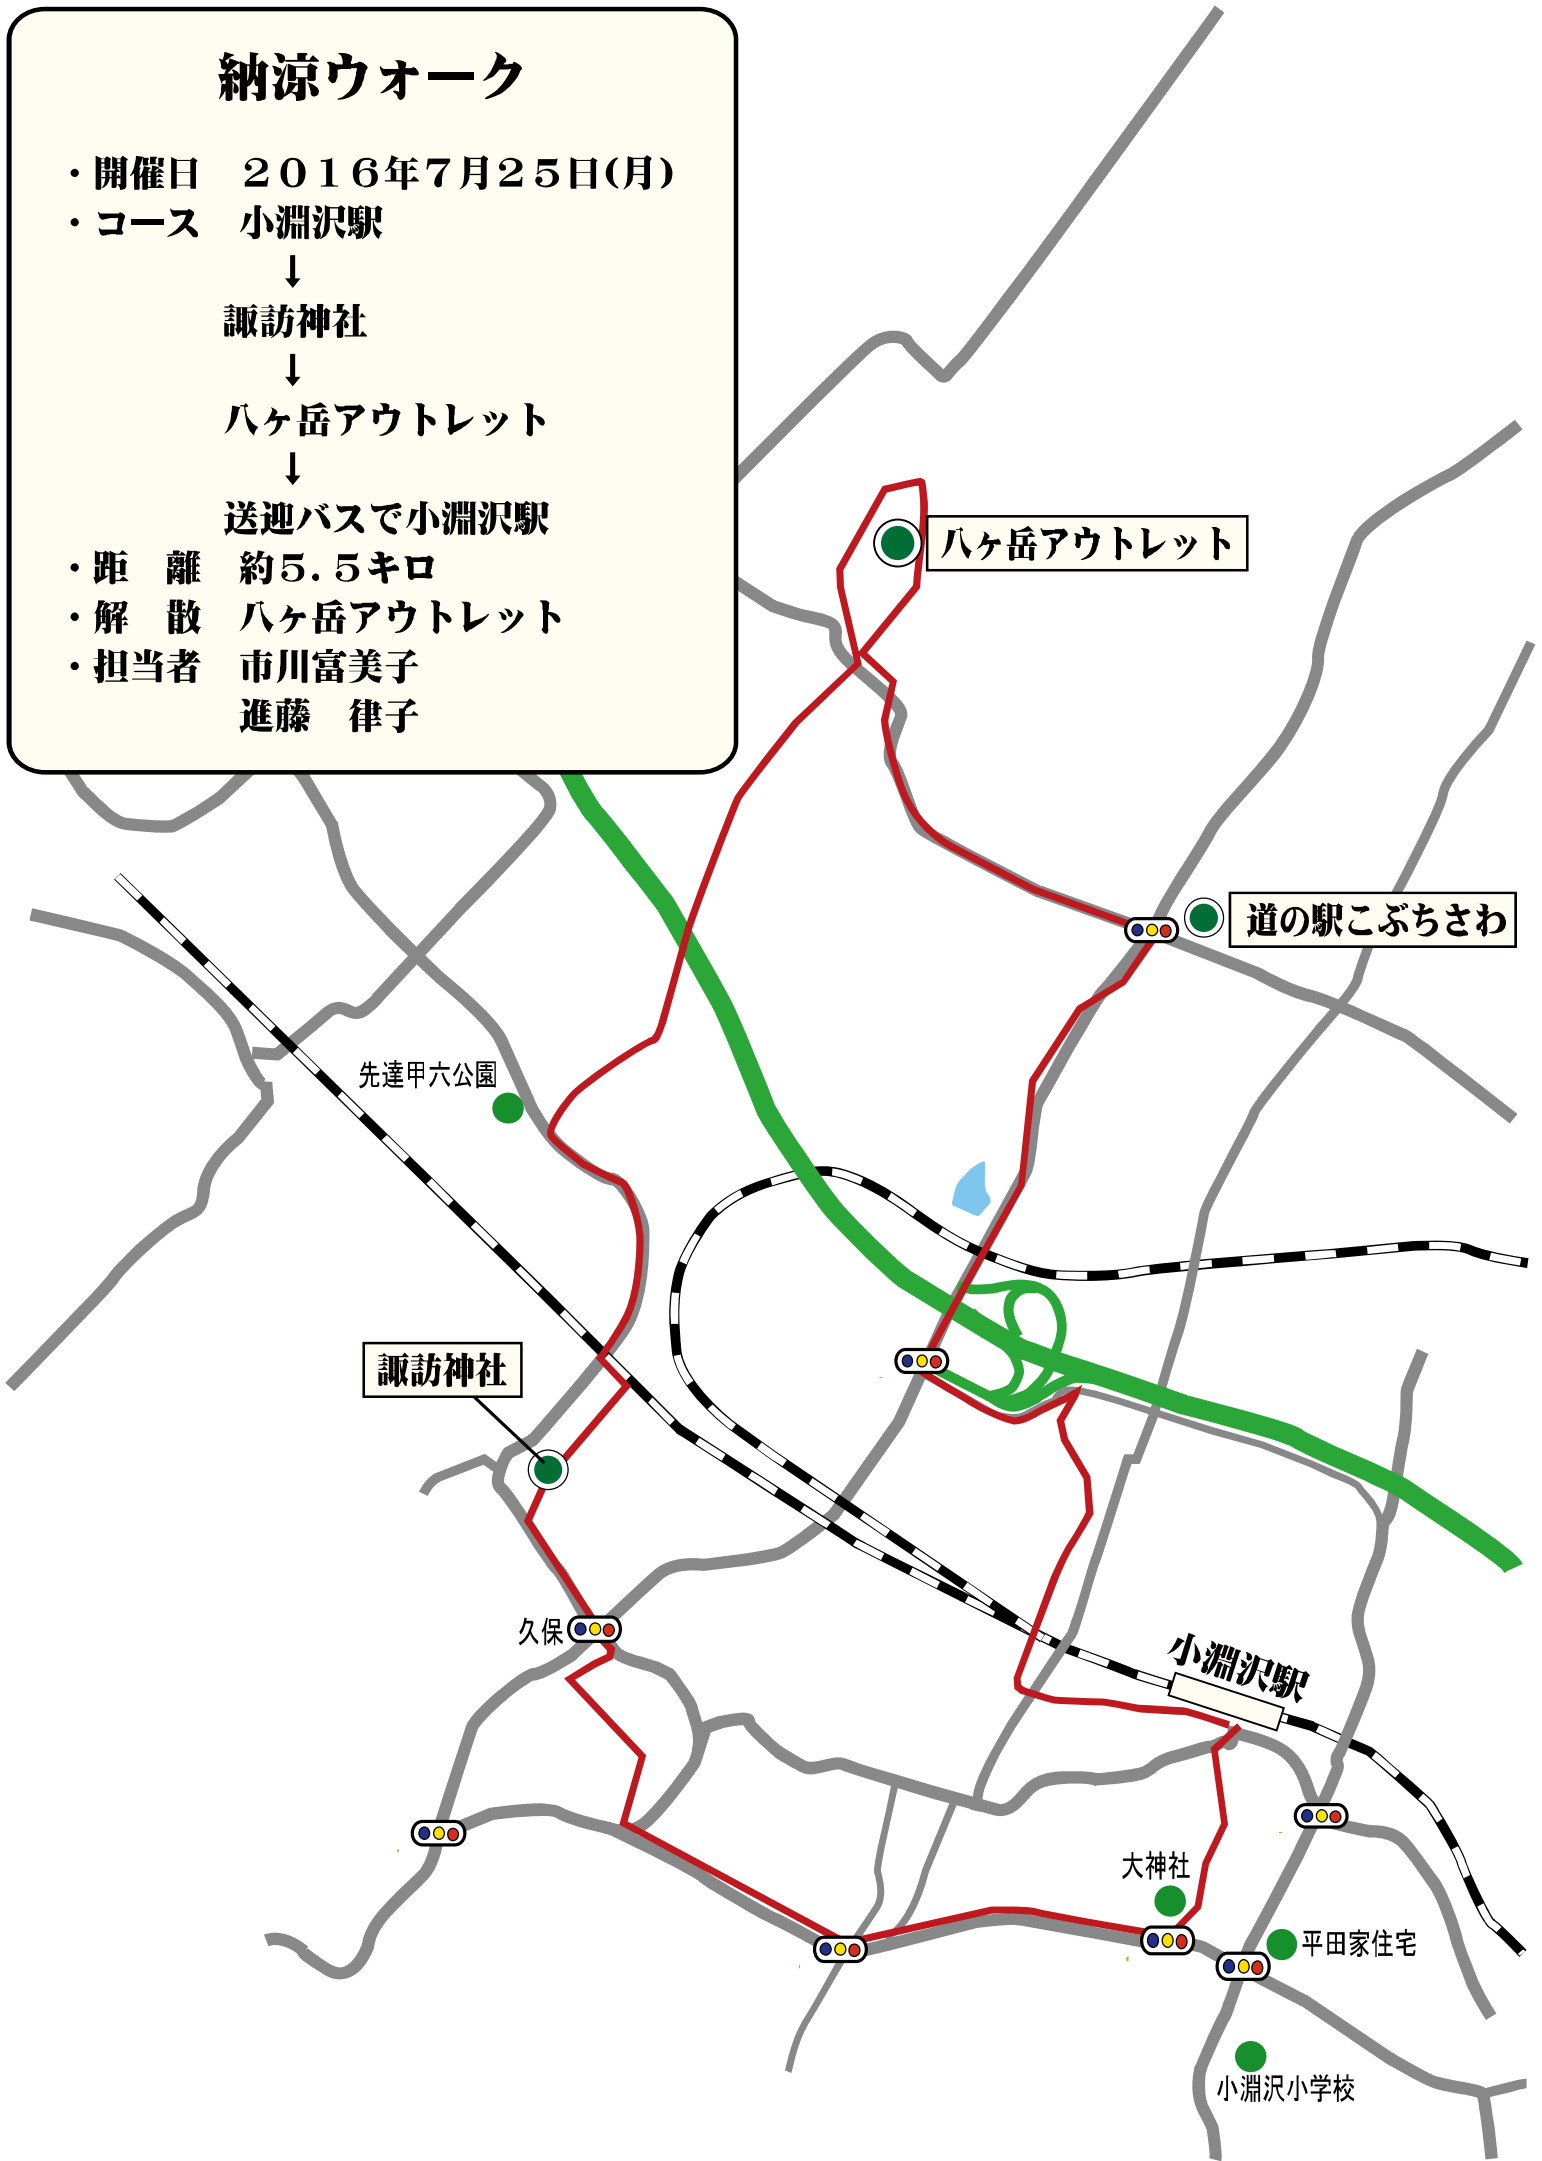 納涼ウォーク
・開催日　２０１６年７月２５日(月)
・コース　小淵沢駅
↓
諏訪神社
↓
八ヶ岳アウトレット
↓
送迎バスで小淵沢駅
・距　離　約５．５キロ
・解　散　八ヶ岳アウトレット
・担当者　市川富美子
進藤　律子
八ヶ岳アウトレット
道の駅こぶちさわ
先達甲六公園
諏訪神社
久保
小淵沢駅
大神社
平田家住宅
小淵沢小学校